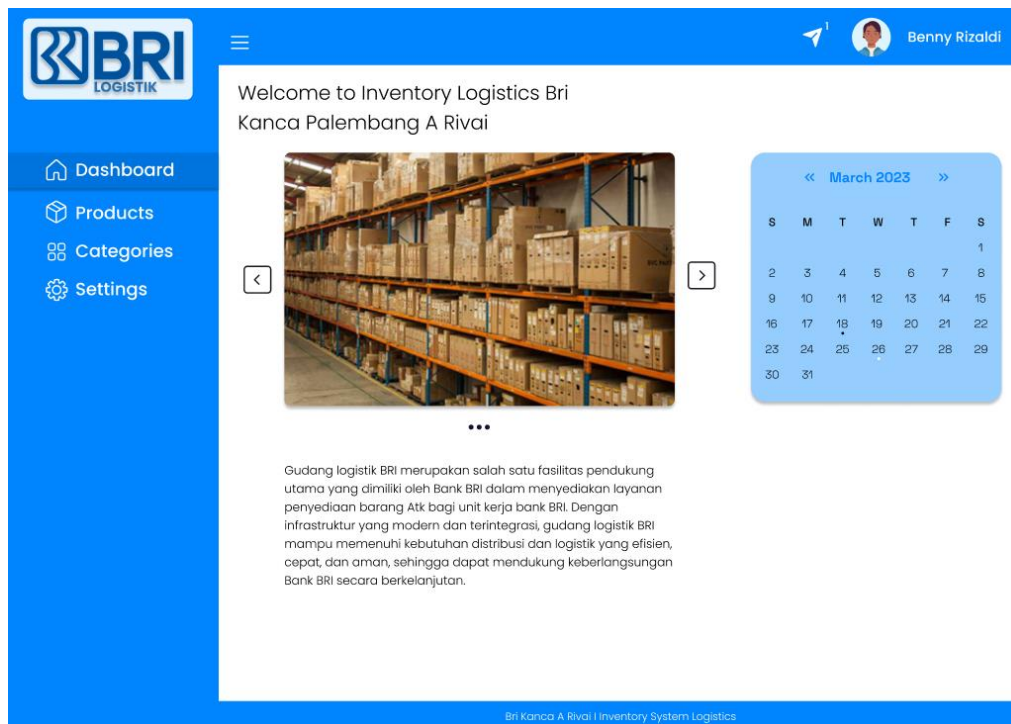 BRI
LOGISTIK
1
Benny Rizaldi
Welcome to Inventory Logistics Bri
Kanca Palembang A Rivai
Dashboard
Products
Categories
Settings
« March 2023 »
S M T W T F S
1
2 3 4 5 6 7 8
9 10 11 12 13 14 15
16 17 18 19 20 21 22
23 24 25 26 27 28 29
30 31
Gudang logistik BRI merupakan salah satu fasilitas pendukung
utama yang dimiliki oleh Bank BRI dalam menyediakan layanan
penyediaan barang Atk bagi unit kerja bank BRI. Dengan
infrastruktur yang modern dan terintegrasi, gudang logistik BRI
mampu memenuhi kebutuhan distribusi dan logistik yang efisien,
cepat, dan aman, sehingga dapat mendukung keberlangsungan
Bank BRI secara berkelanjutan.
Bri Kanca A Rivai I Inventory System Logistics